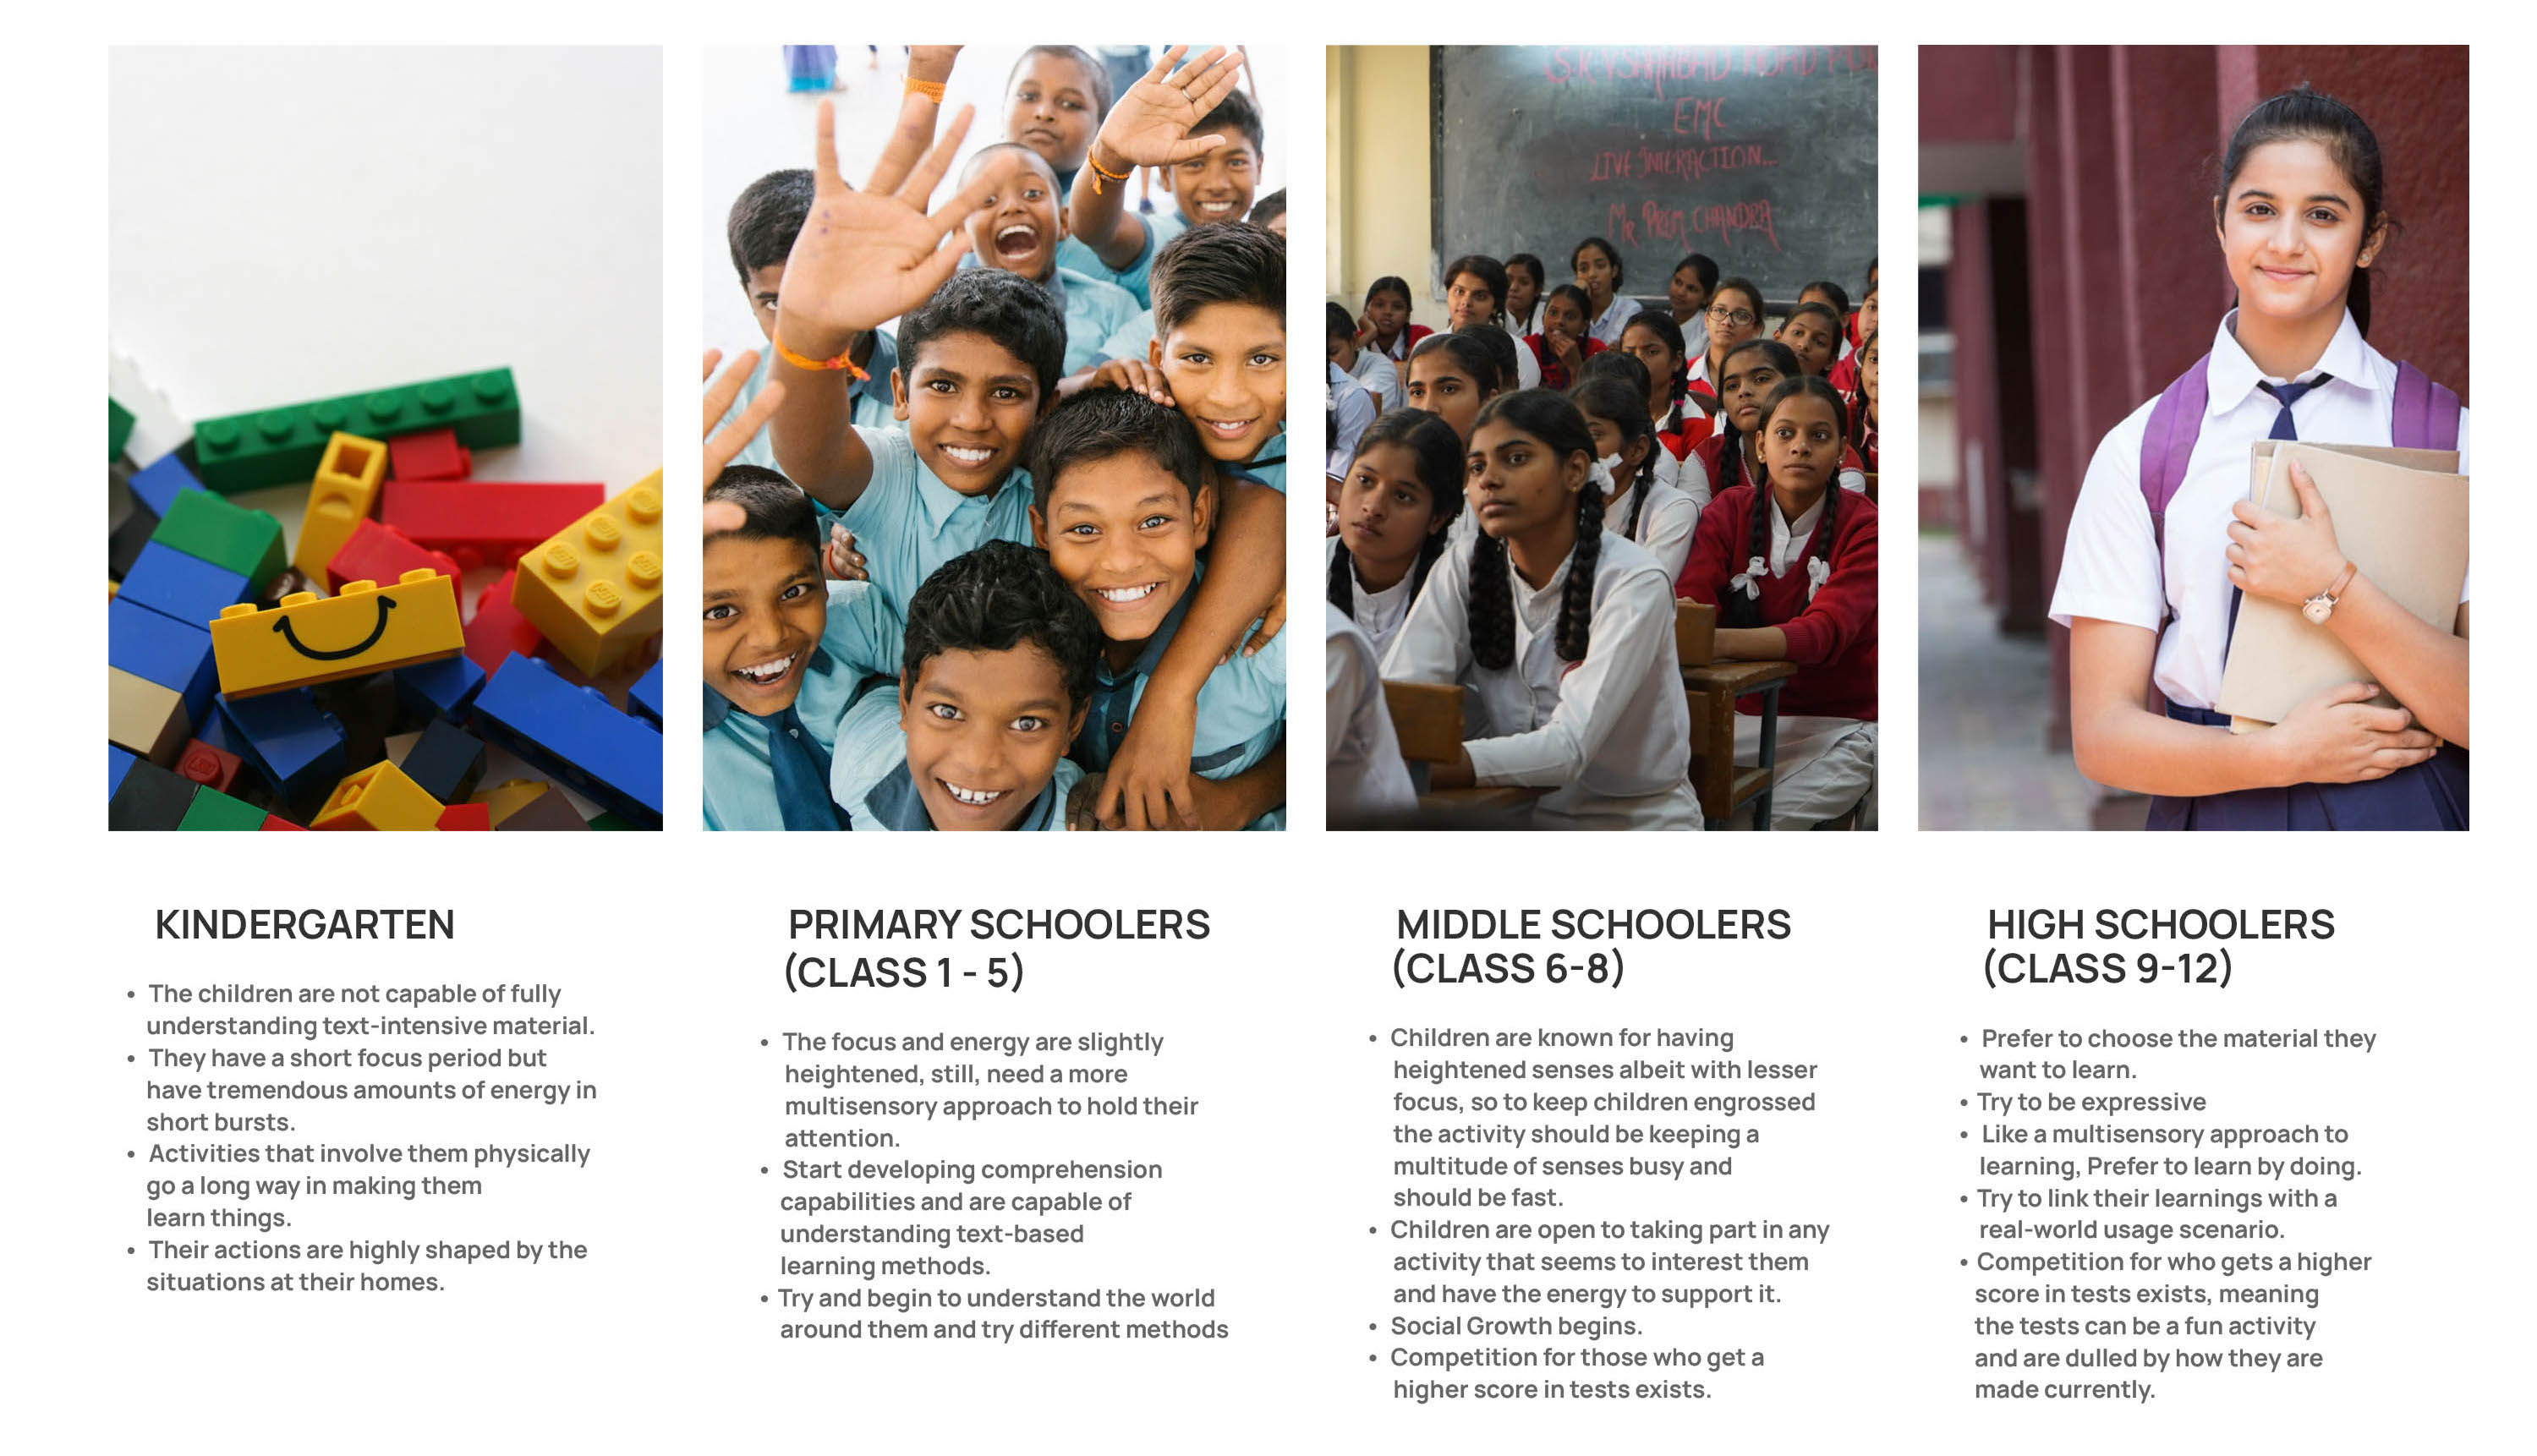 S.K.V SHAHBAD
EMC
LIVE INTERACTION...
MR PREM CHANDRA
KINDERGARTEN
• The children are not capable of fully
understanding text-intensive material.
• They have a short focus period but
have tremendous amounts of energy in
short bursts.
• Activities that involve them physically
go a long way in making them
learn things.
• Their actions are highly shaped by the
situations at their homes.
PRIMARY SCHOOLERS
(CLASS 1 - 5)
• The focus and energy are slightly
heightened, still, need a more
multisensory approach to hold their
attention.
• Start developing comprehension
capabilities and are capable of
understanding text-based
learning methods.
• Try and begin to understand the world
around them and try different methods
MIDDLE SCHOOLERS
(CLASS 6-8)
• Children are known for having
heightened senses albeit with lesser
focus, so to keep children engrossed
the activity should be keeping a
multitude of senses busy and
should be fast.
• Children are open to taking part in any
activity that seems to interest them
and have the energy to support it.
• Social Growth begins.
• Competition for those who get a
higher score in tests exists.
HIGH SCHOOLERS
(CLASS 9-12)
• Prefer to choose the material they
want to learn.
• Try to be expressive
• Like a multisensory approach to
learning, Prefer to learn by doing.
• Try to link their learnings with a
real-world usage scenario.
• Competition for who gets a higher
score in tests exists, meaning
the tests can be a fun activity
and are dulled by how they are
made currently.